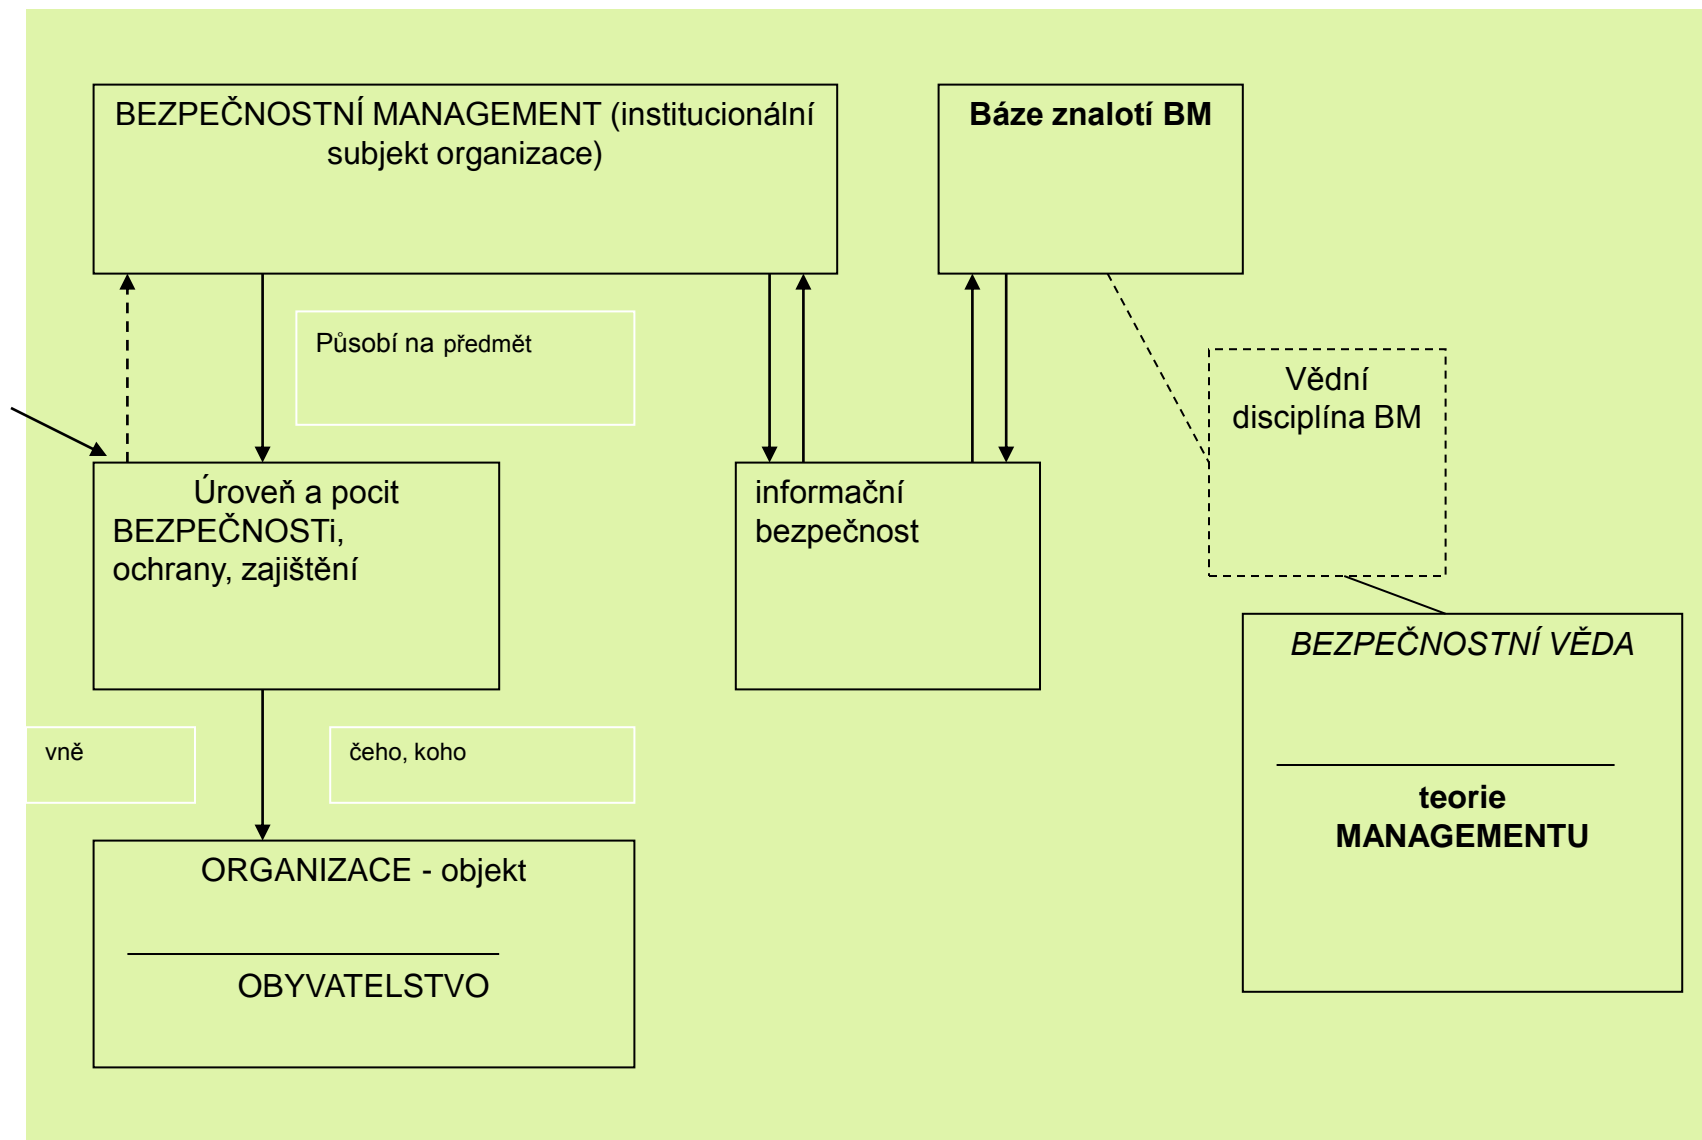 BEZPEČNOSTNÍ MANAGEMENT (institucionální
subjekt organizace)
Báze znalotí BM
Působí na předmět
Vědní
disciplína BM
Úroveň a pocit
BEZPEČNOSTi,
ochrany, zajištění
informační
bezpečnost
BEZPEČNOSTNÍ VĚDA
teorie
MANAGEMENTU
vně
čeho, koho
ORGANIZACE - objekt
OBYVATELSTVO